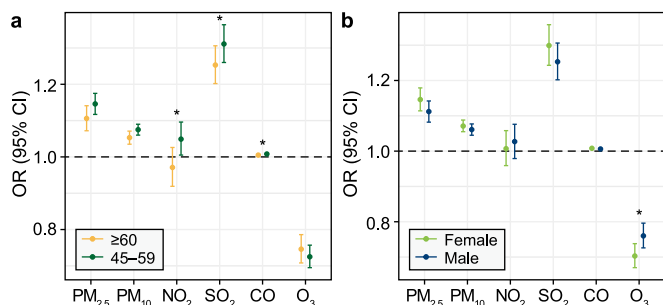 a
OR (95% CI)
1.2
1.0
0.8
*
*
*
≥60
45–59
PM2.5 PM10 NO2 SO2 CO O3
b
OR (95% CI)
1.2
1.0
0.8
*
Female
Male
PM2.5 PM10 NO2 SO2 CO O3